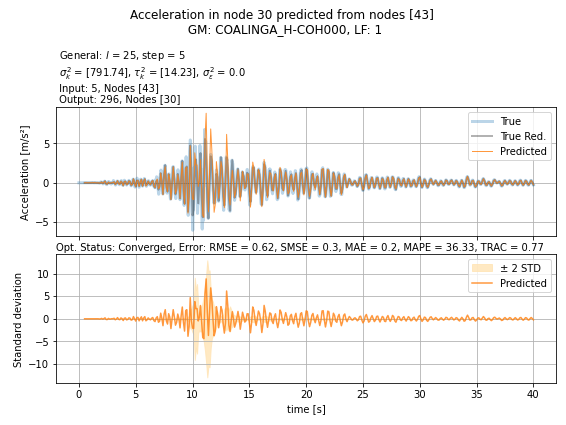 Acceleration in node 30 predicted from nodes [43]
GM: COALINGA_H-COH000, LF: 1
General: l = 25, step = 5
σ²ₖ = [791.74], τ²ₖ = [14.23], σ²ε = 0.0
Input: 5, Nodes [43]
Output: 296, Nodes [30]
Acceleration [m/s²]
5
0
−5
True
True Red.
Predicted
Opt. Status: Converged, Error: RMSE = 0.62, SMSE = 0.3, MAE = 0.2, MAPE = 36.33, TRAC = 0.77
Standard deviation
10
5
0
−5
−10
± 2 STD
Predicted
0 5 10 15 20 25 30 35 40
time [s]